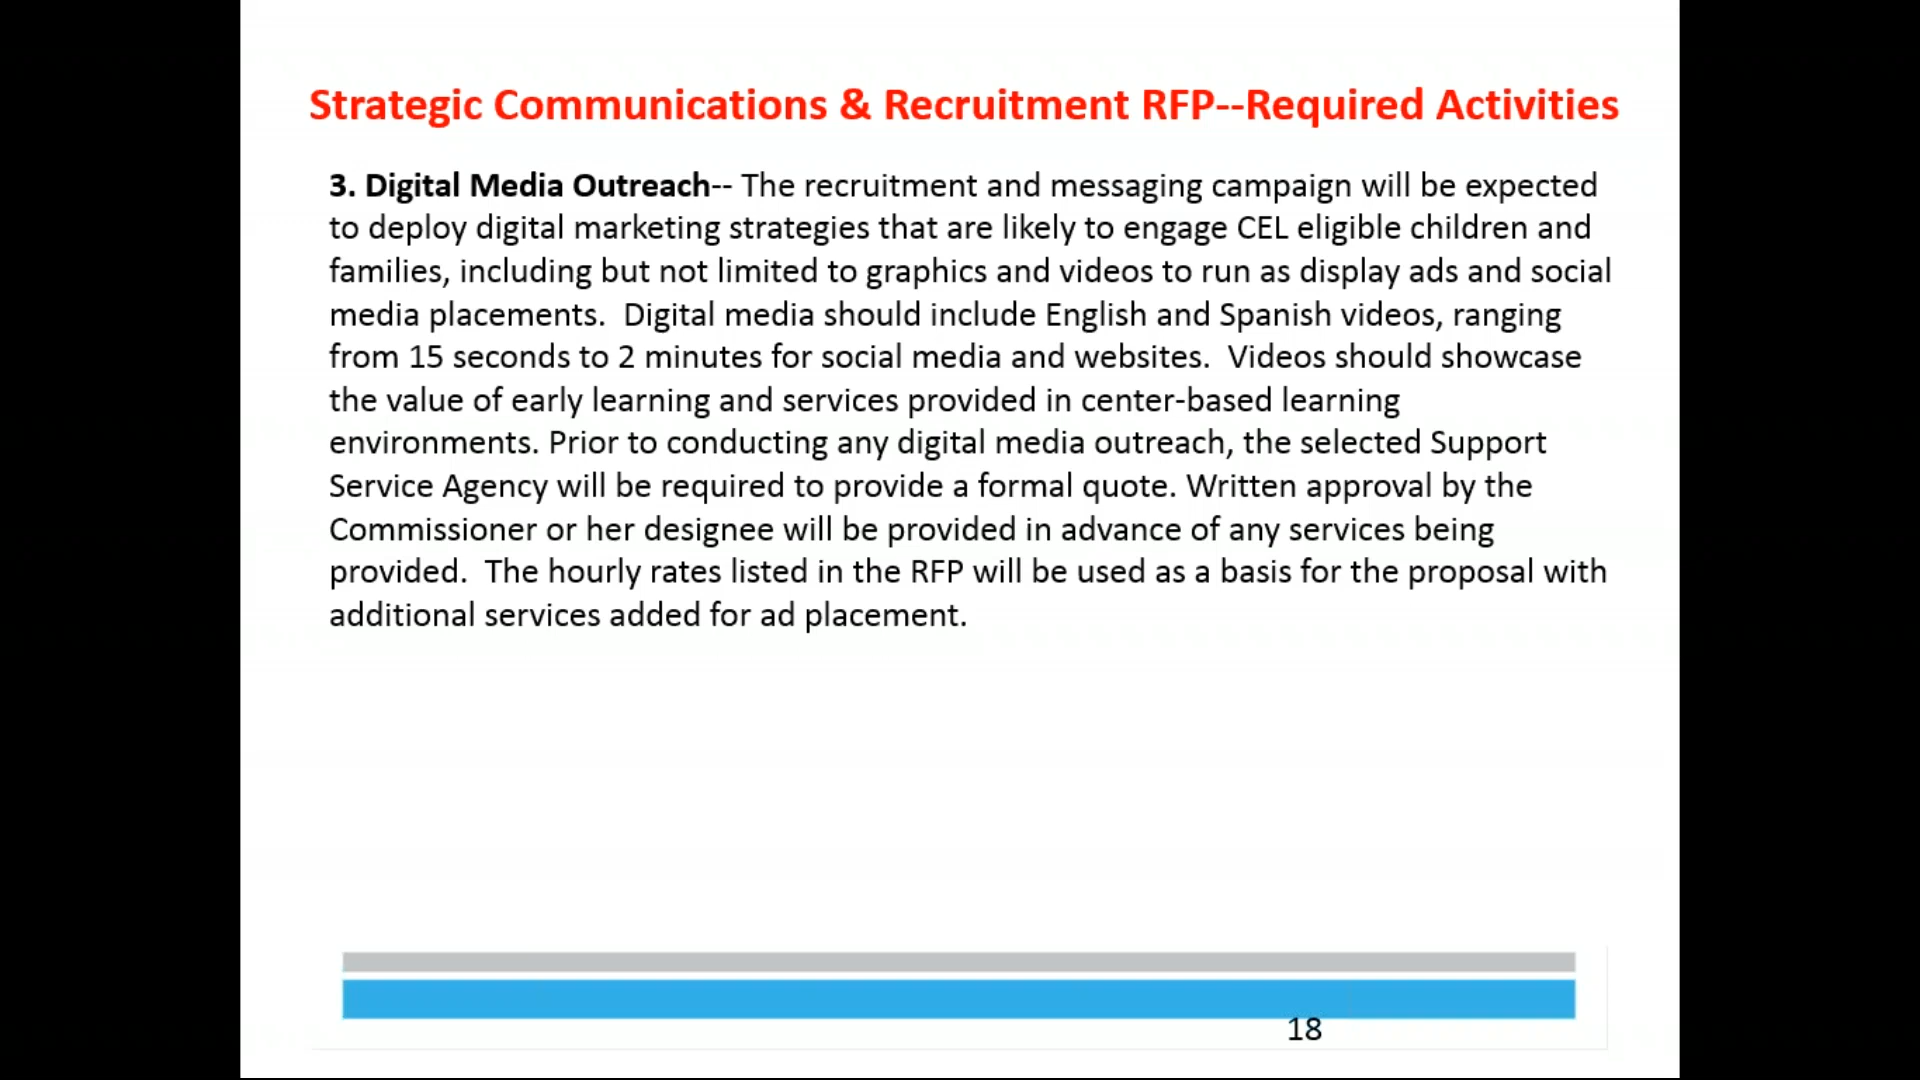 Strategic Communications & Recruitment RFP--Required Activities
3. Digital Media Outreach-- The recruitment and messaging campaign will be expected
to deploy digital marketing strategies that are likely to engage CEL eligible children and
families, including but not limited to graphics and videos to run as display ads and social
media placements.  Digital media should include English and Spanish videos, ranging
from 15 seconds to 2 minutes for social media and websites.  Videos should showcase
the value of early learning and services provided in center-based learning
environments. Prior to conducting any digital media outreach, the selected Support
Service Agency will be required to provide a formal quote. Written approval by the
Commissioner or her designee will be provided in advance of any services being
provided.  The hourly rates listed in the RFP will be used as a basis for the proposal with
additional services added for ad placement.
18